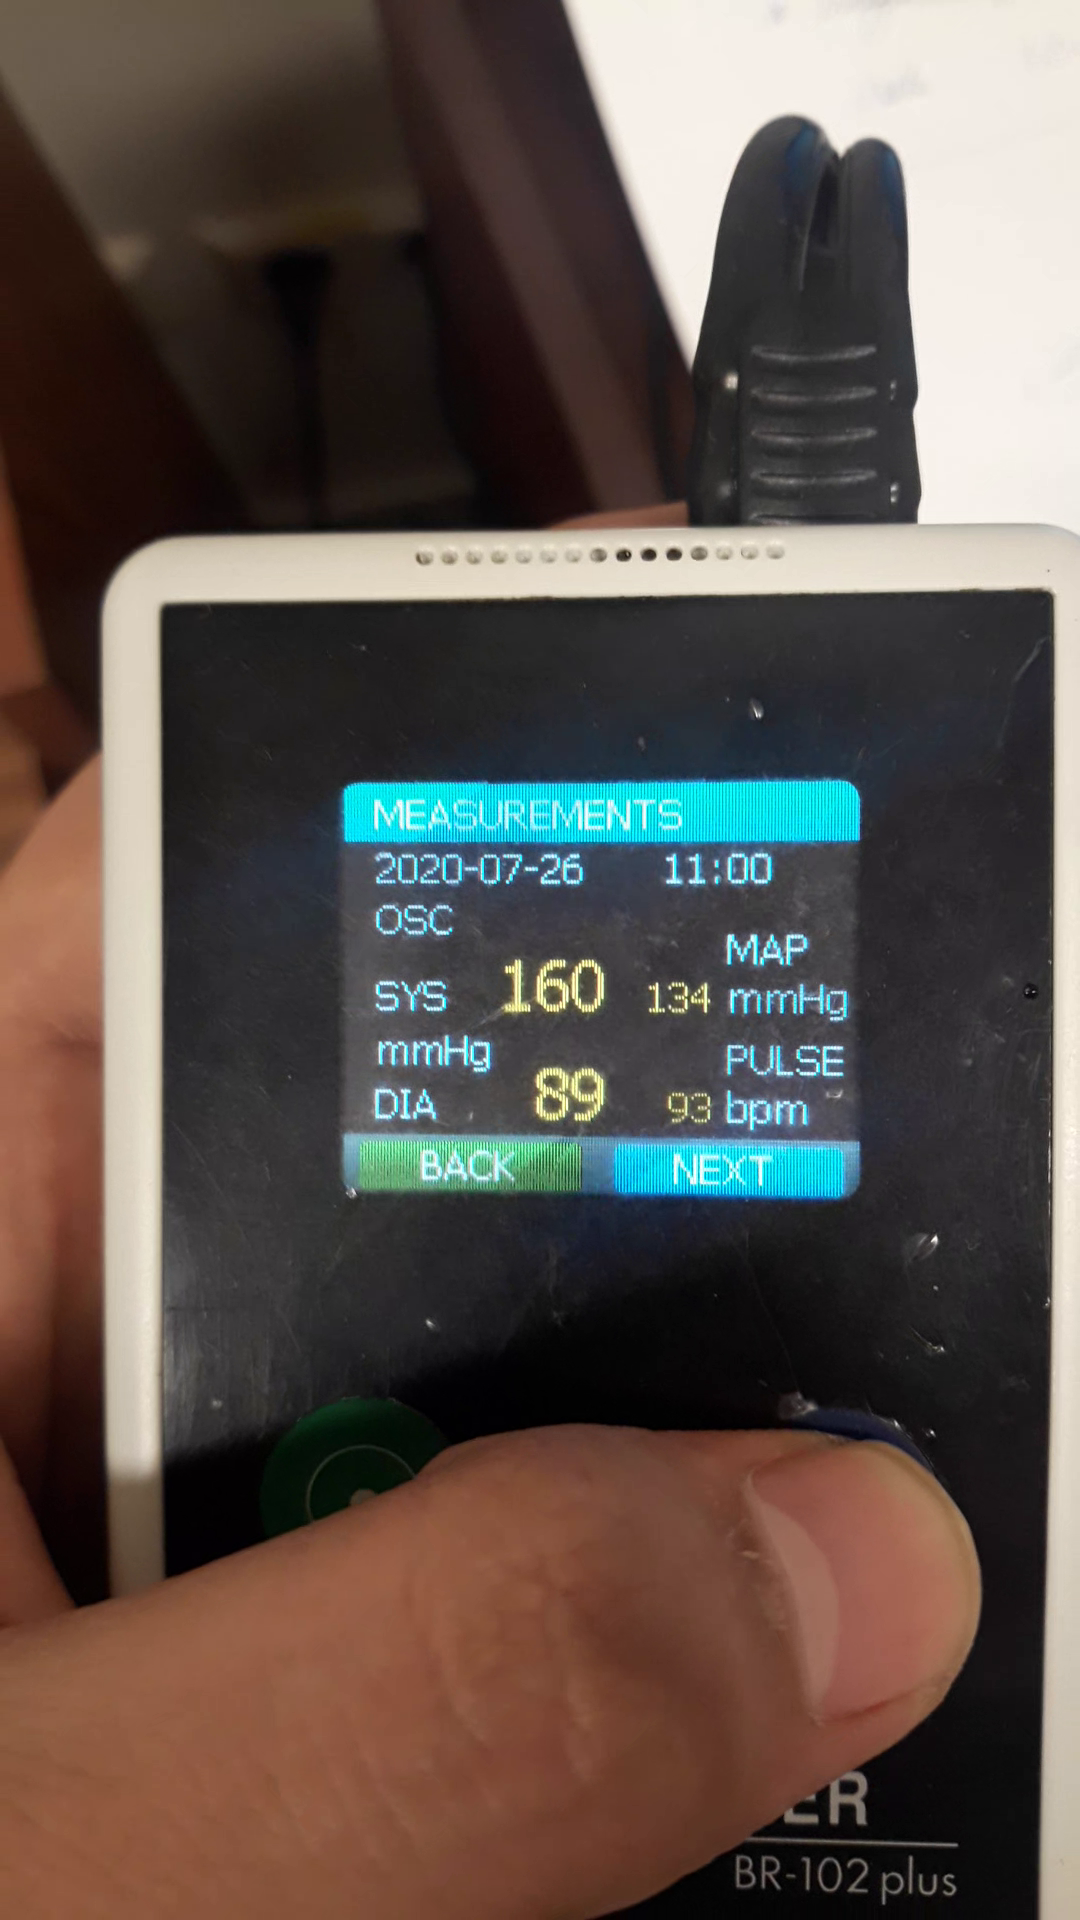 MEASUREMENTS
2020-07-26 11:00
OSC
MAP
SYS 160 134 mmHg
mmHg PULSE
DIA 89 93 bpm
BACK NEXT
ER
BR-102 plus